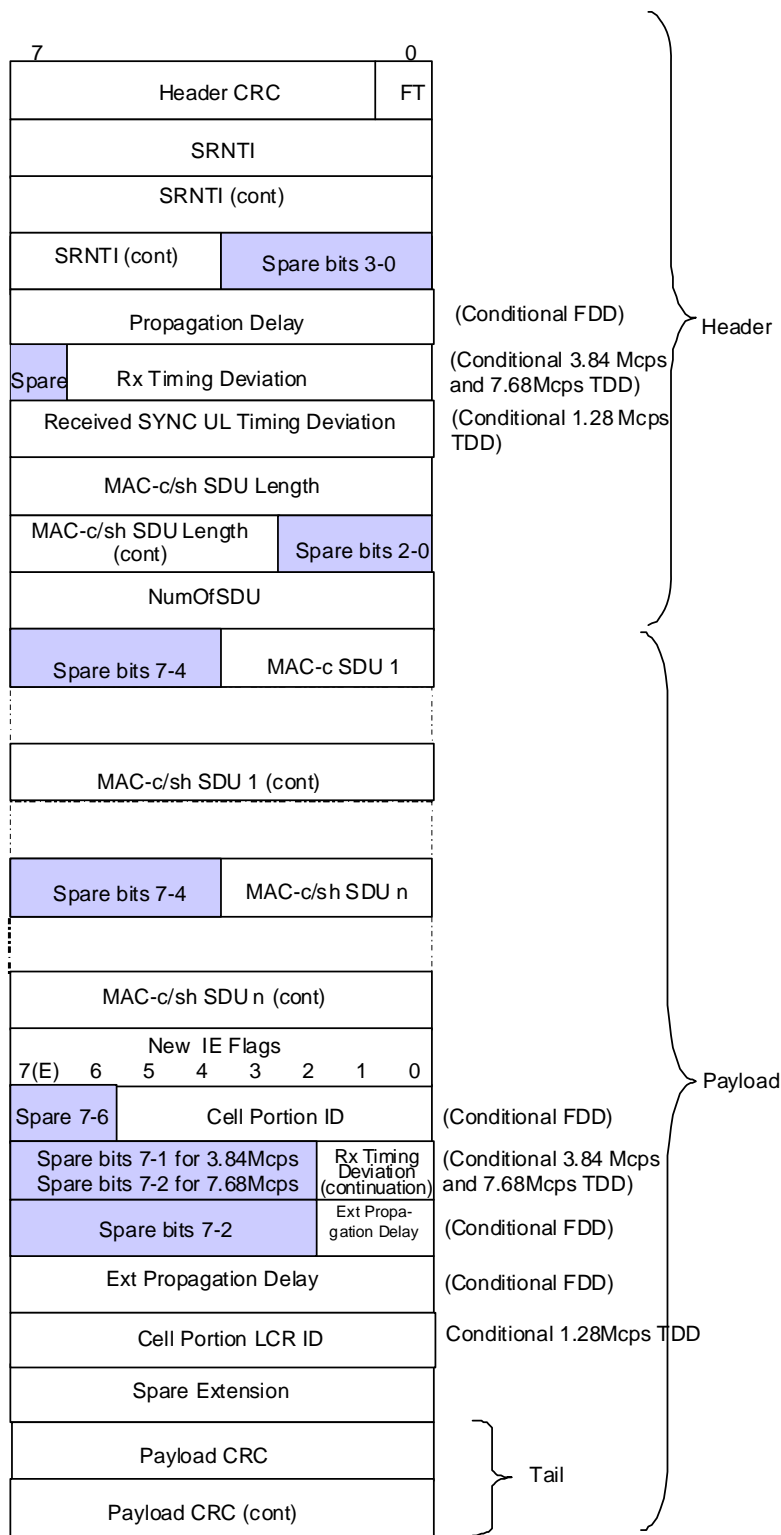 7 0
Header CRC FT
SRNTI
SRNTI (cont)
SRNTI (cont) Spare bits 3-0
Propagation Delay (Conditional FDD)
Header
Spare Rx Timing Deviation (Conditional 3.84 Mcps
and 7.68Mcps TDD)
Received SYNC UL Timing Deviation (Conditional 1.28 Mcps
TDD)
MAC-c/sh SDU Length
MAC-c/sh SDU Length
(cont) Spare bits 2-0
NumOfSDU
Spare bits 7-4 MAC-c SDU 1
MAC-c/sh SDU 1 (cont)
Spare bits 7-4 MAC-c/sh SDU n
MAC-c/sh SDU n (cont)
New IE Flags
7(E) 6 5 4 3 2 1 0
Payload
Spare 7-6 Cell Portion ID (Conditional FDD)
Spare bits 7-1 for 3.84Mcps
Spare bits 7-2 for 7.68Mcps
Rx Timing
Deviation
(continuation)
(Conditional 3.84 Mcps
and 7.68Mcps TDD)
Spare bits 7-2
Ext Propa-
gation Delay
(Conditional FDD)
Ext Propagation Delay (Conditional FDD)
Cell Portion LCR ID Conditional 1.28Mcps TDD
Spare Extension
Payload CRC
Tail
Payload CRC (cont)